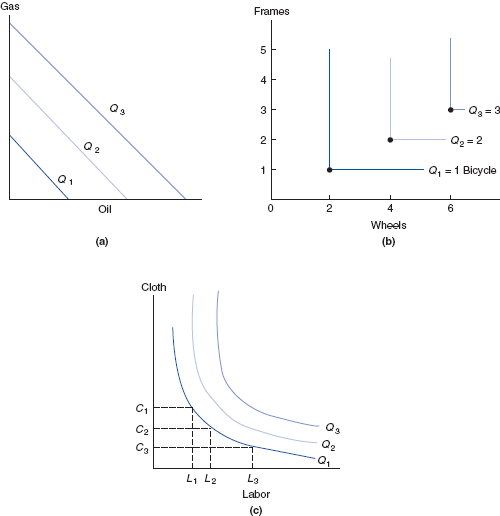 Gas
Q3
Q2
Q1
Oil
(a)
Frames
5
4
3
Q3 = 3
2
Q2 = 2
1
Q1 = 1 Bicycle
0 2 4 6
Wheels
(b)
Cloth
C1
C2
C3
Q3
Q2
Q1
L1 L2 L3
Labor
(c)